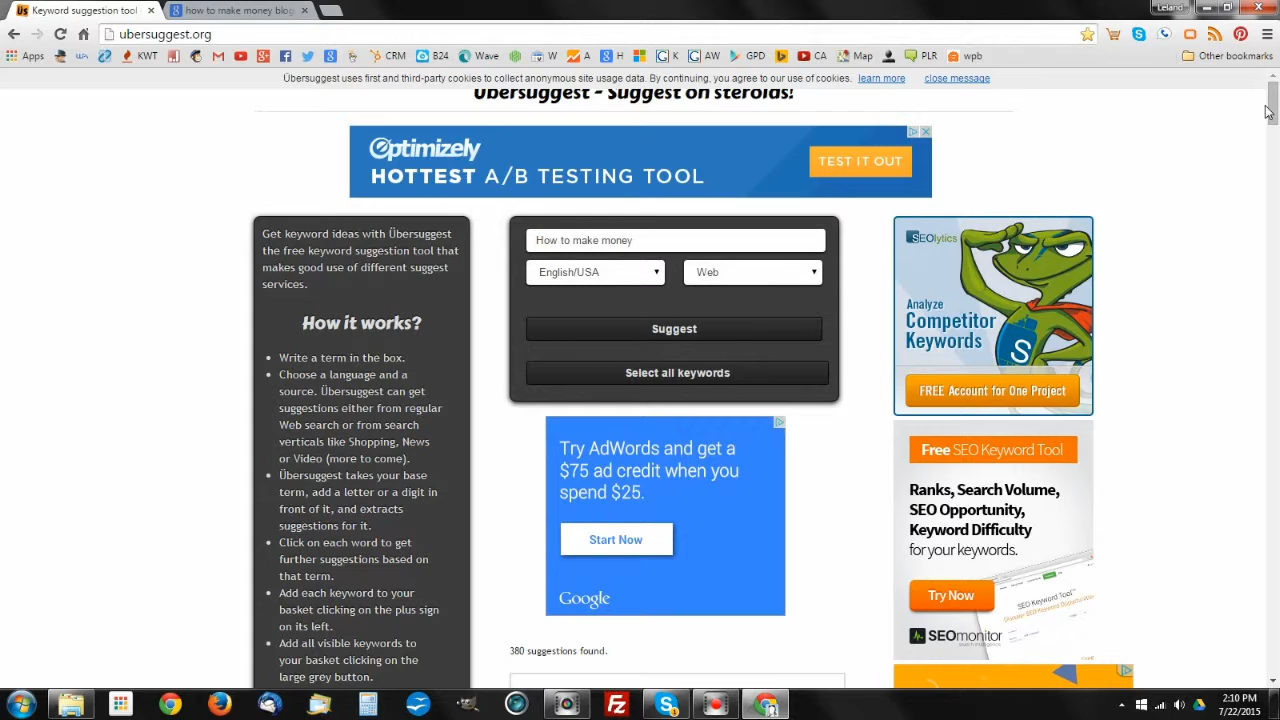 Keyword suggestion tool
how to make money blog
Leland
ubersuggest.org
Apps
UA
KWT
CRM
B24
Wave
W
A
H
K
AW
GPD
CA
Map
PLR
wpb
Other bookmarks
Übersuggest uses first and third-party cookies to collect anonymous site usage data. By continuing, you agree to our use of cookies. learn more close message
Übersuggest - Suggest on steroids!
Optimizely
HOTTEST A/B TESTING TOOL
TEST IT OUT
Get keyword ideas with Übersuggest
the free keyword suggestion tool that
makes good use of different suggest
services.
How it works?
Write a term in the box.
Choose a language and a
source. Übersuggest can get
suggestions either from regular
Web search or from search
verticals like Shopping, News
or Video (more to come).
Übersuggest takes your base
term, add a letter or a digit in
front of it, and extracts
suggestions for it.
Click on each word to get
further suggestions based on
that term.
Add each keyword to your
basket clicking on the plus sign
on its left.
Add all visible keywords to
your basket clicking on the
large grey button.
How to make money
English/USA
Web
Suggest
Select all keywords
Try AdWords and get a
$75 ad credit when you
spend $25.
Start Now
Google
380 suggestions found.
SEOlytics
Analyze
Competitor
Keywords
S
FREE Account for One Project
Free SEO Keyword Tool
Ranks, Search Volume,
SEO Opportunity,
Keyword Difficulty
for your keywords.
Try Now
SEOmonitor
2:10 PM
7/22/2015